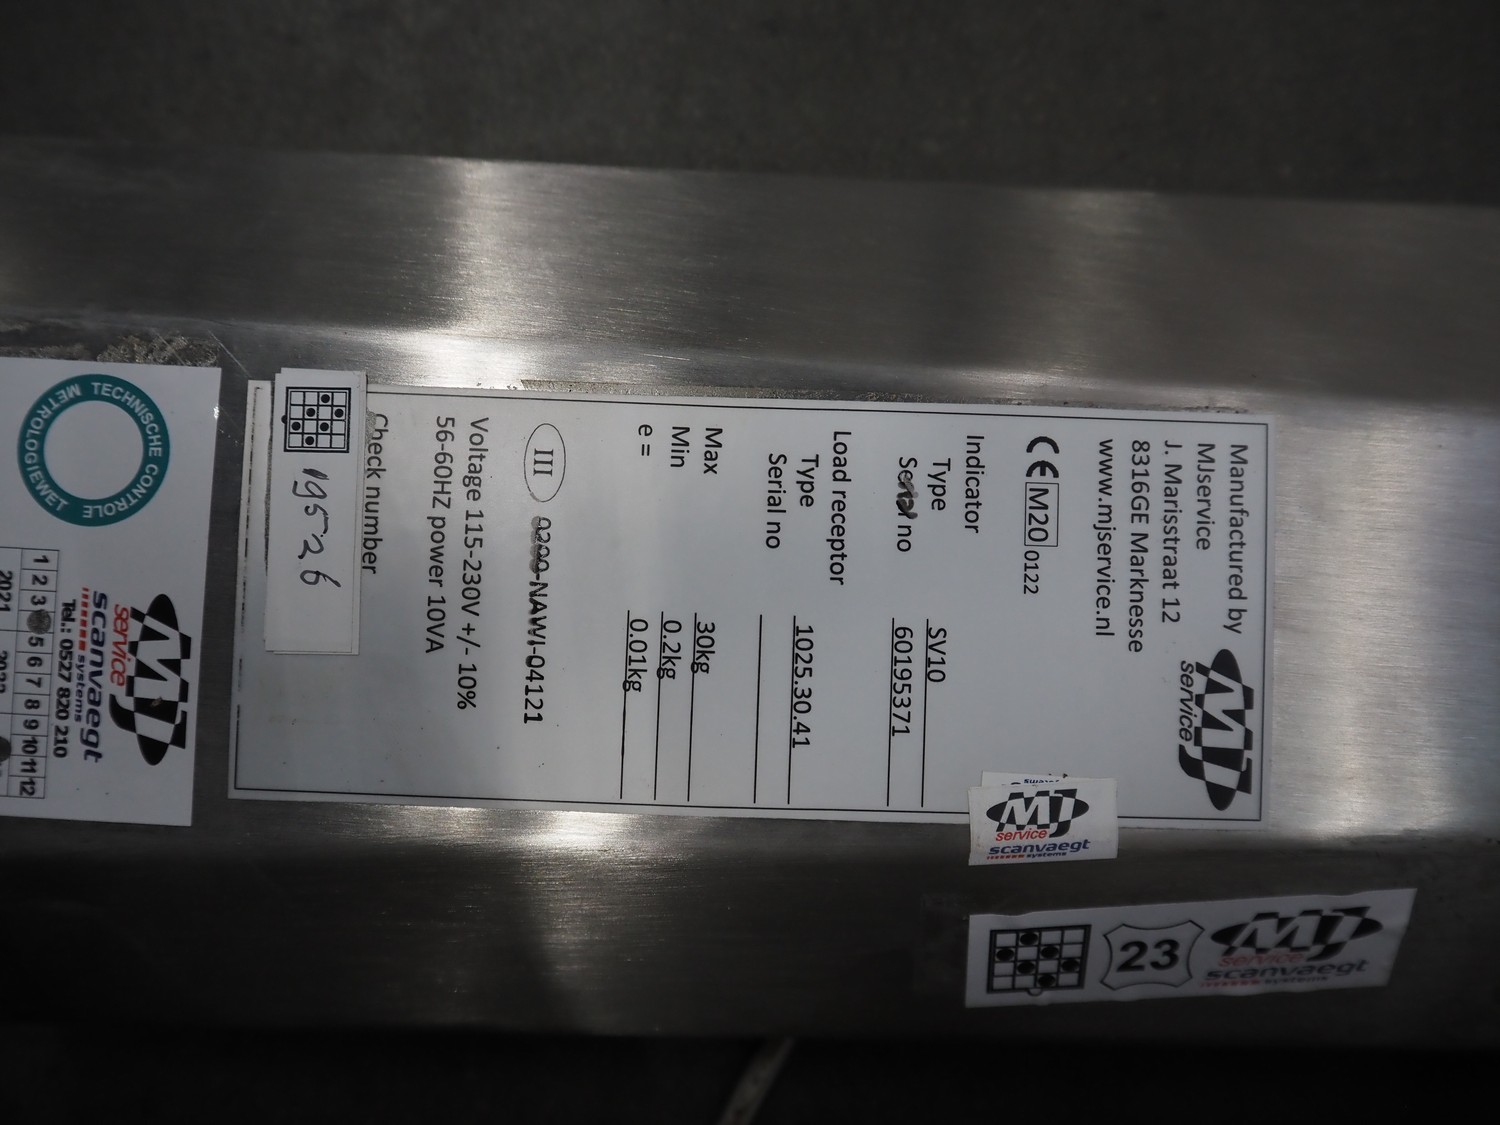 Manufactured by
MJservice
J. Marisstraat 12
8316GE Marknesse
www.mjservice.nl
MJ
service
CE M20 0122
Indicator
Type SV10
Serial no 60195371
Load receptor
Type 1025.30.41
Serial no
Max 30kg
Min 0.2kg
e = 0.01kg
III 0200-NAWI-04121
Voltage 115-230V +/- 10%
56-60HZ power 10VA
Check number
19526
TECHNISCHE CONTROLE
METROLOGIEWET
MJ
service
scanvaegt
systems
Tel.: 0527 820 210
1 2 3 5 6 7 8 9 10 11 12
2021
MJ
service
scanvaegt
systems
23
MJ
service
scanvaegt
systems